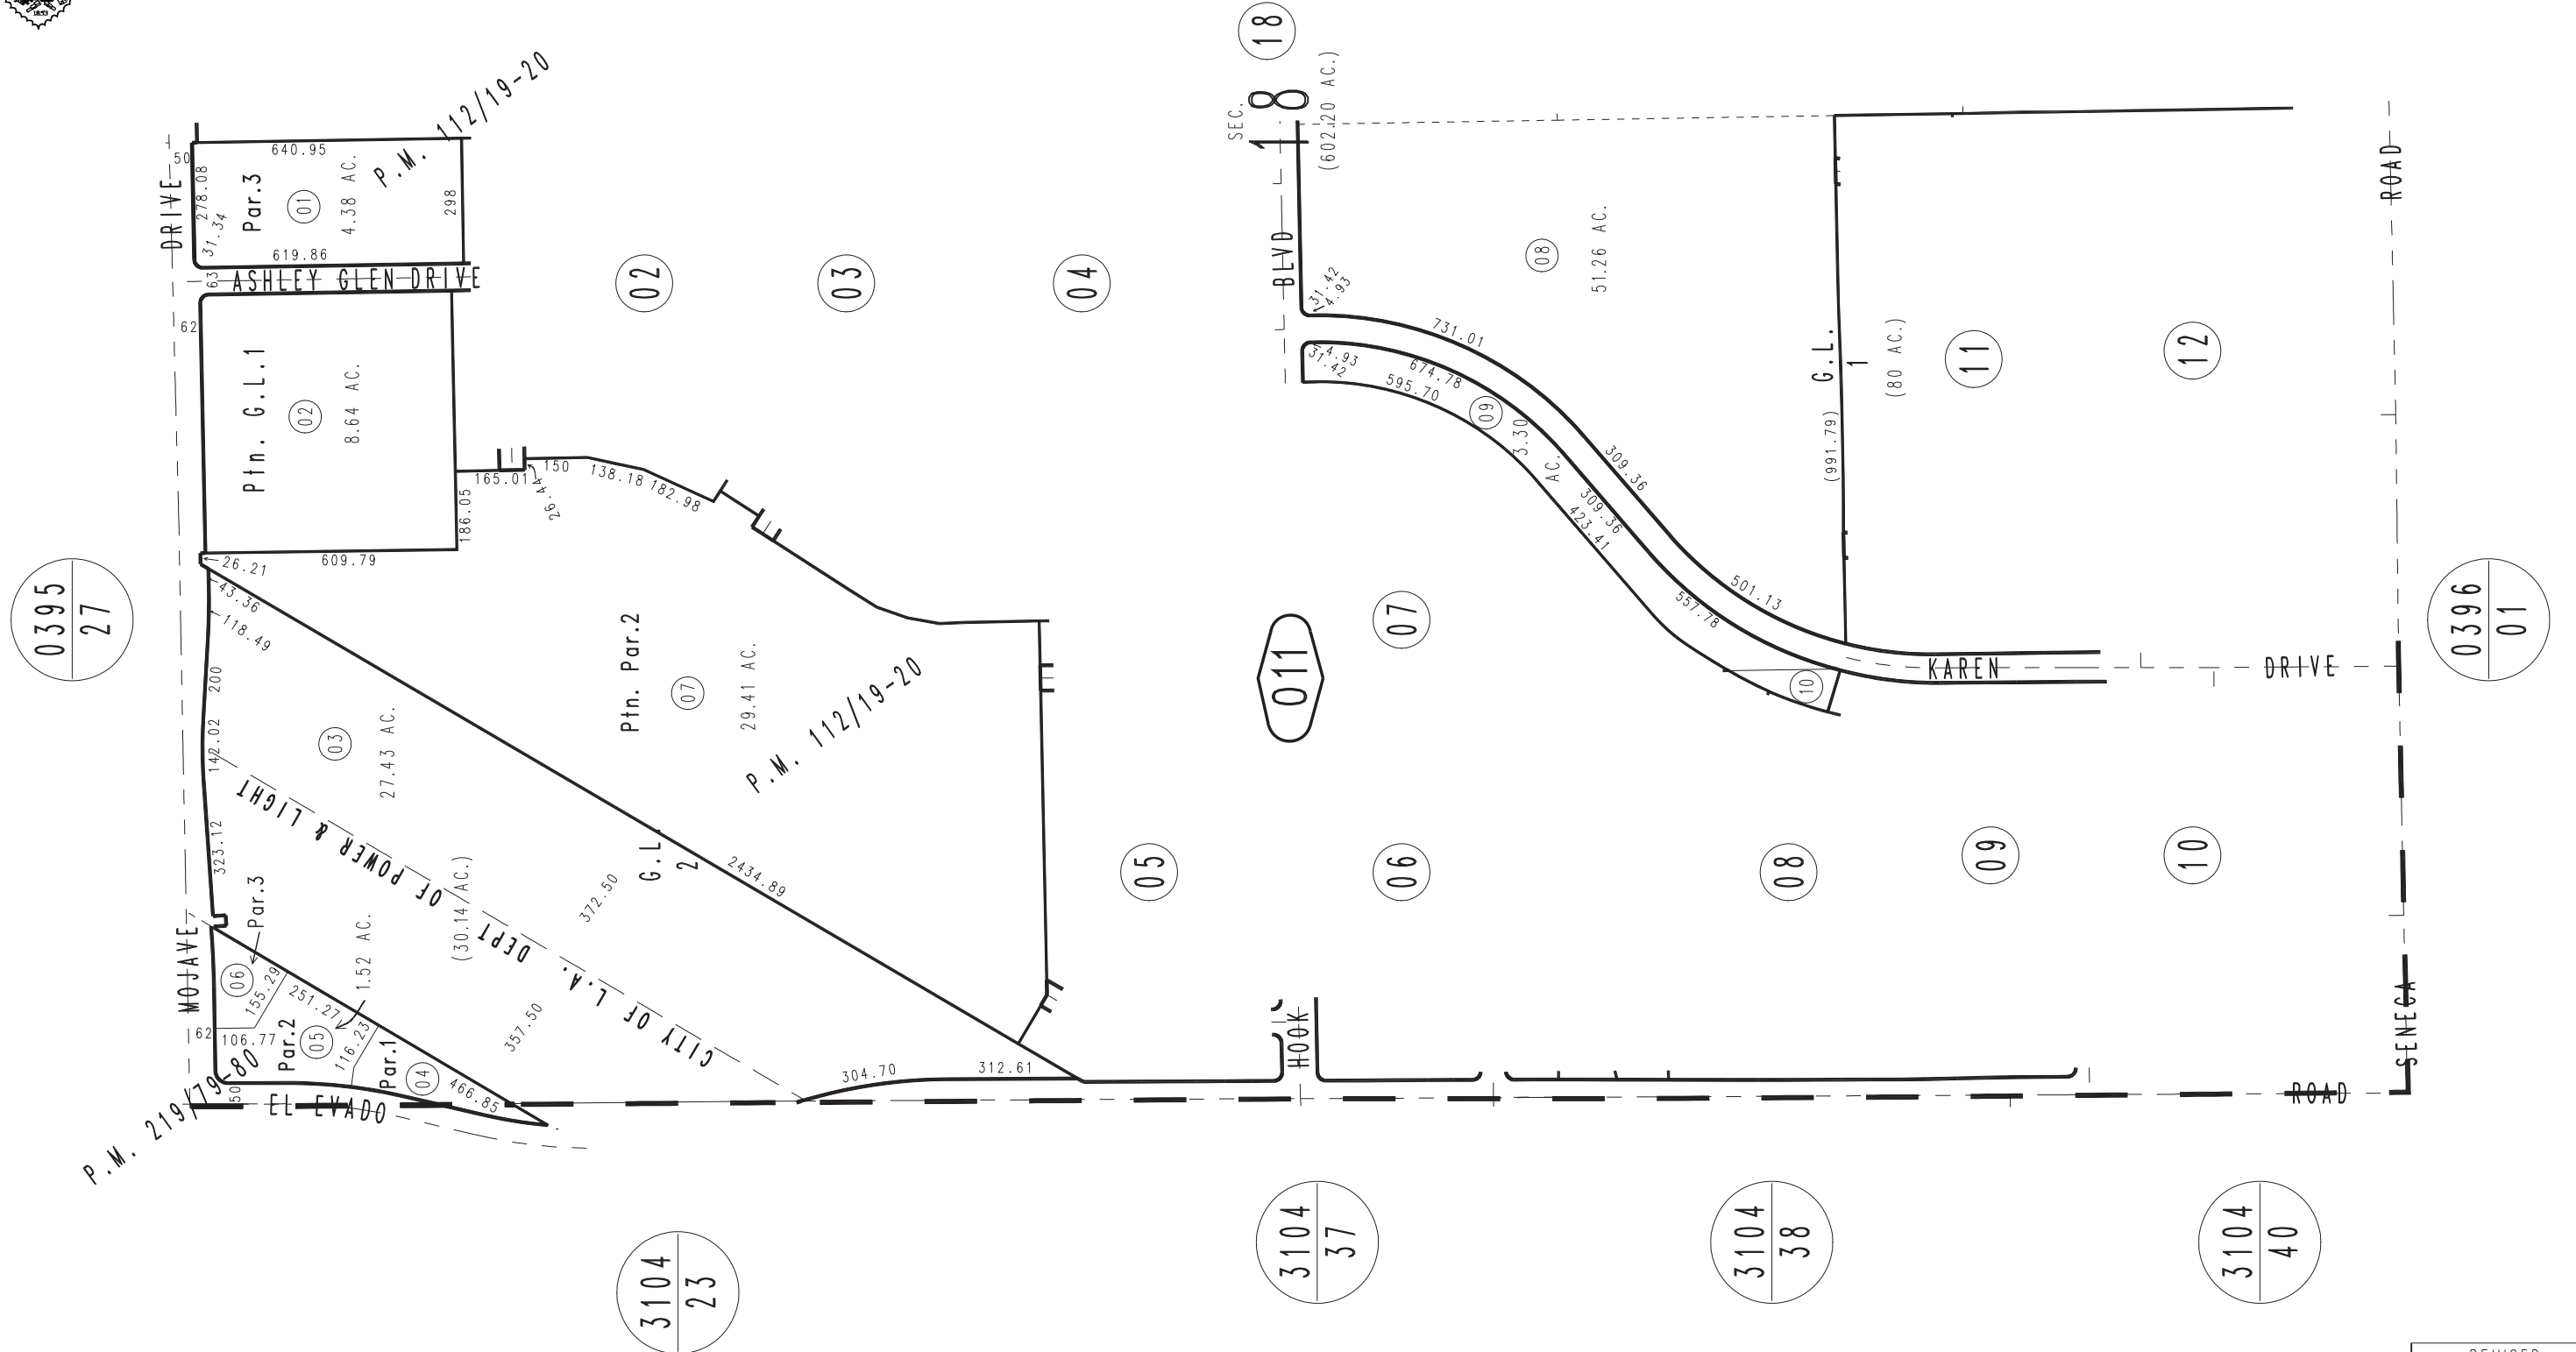 1853
18
SEC.
18
(602.20 AC.)
DRIVE
50
278.08
31.34
640.95
Par.3
01
4.38 AC.
298
619.86
P.M. 112/19-20
63
ASHLEY GLEN DRIVE
62
Ptn. G.L.1
02
8.64 AC.
186.05
609.79
165.01
26.44
150
138.18
182.98
02
03
04
BLVD
31.42
4.93
4.93
31.42
731.01
674.78
595.70
08
51.26 AC.
09
3.30
AC.
309.36
309.36
423.41
501.13
557.78
10
G.L.
1
(80 AC.)
(991.79)
11
12
ROAD
0395
27
26.21
43.36
118.49
200
142.02
323.12
03
27.43 AC.
Ptn. Par.2
07
29.41 AC.
P.M. 112/19-20
CITY OF L.A. DEPT OF POWER & LIGHT
(30.14 AC.)
372.50
357.50
G.L.
2
2434.89
011
07
05
06
08
09
10
KAREN
DRIVE
0396
01
MOJAVE
Par.3
06
155.29
251.27
1.52 AC.
62
106.77
Par.2
05
116.23
Par.1
04
466.85
50
EL EVADO
P.M. 219/79-80
304.70
312.61
HOOK
ROAD
SENECA
3104
23
3104
37
3104
38
3104
40
REVISED